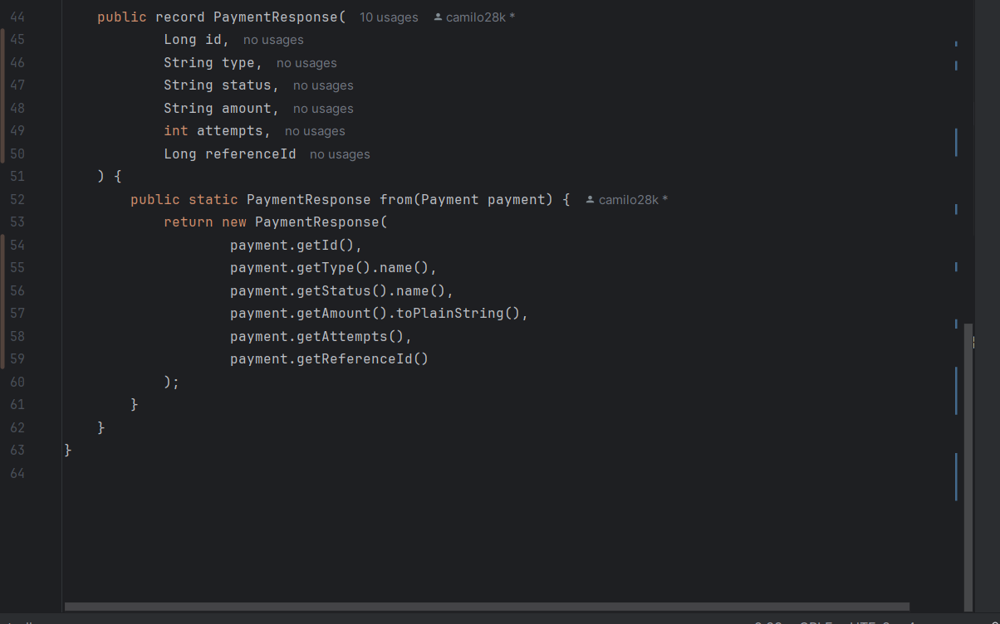 44 public record PaymentResponse( 10 usages camilo28k *
45 Long id, no usages
46 String type, no usages
47 String status, no usages
48 String amount, no usages
49 int attempts, no usages
50 Long referenceId no usages
51 ) {
52 public static PaymentResponse from(Payment payment) { camilo28k *
53 return new PaymentResponse(
54 payment.getId(),
55 payment.getType().name(),
56 payment.getStatus().name(),
57 payment.getAmount().toPlainString(),
58 payment.getAttempts(),
59 payment.getReferenceId()
60 );
61 }
62 }
63 }
64